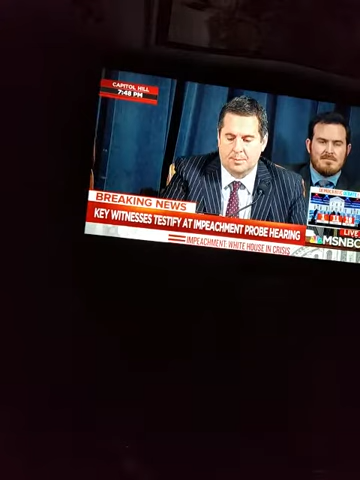 CAPITOL HILL
7:48 PM
BREAKING NEWS
KEY WITNESSES TESTIFY AT IMPEACHMENT PROBE HEARING
IMPEACHMENT: WHITE HOUSE IN CRISIS
LIVE
MSNBC